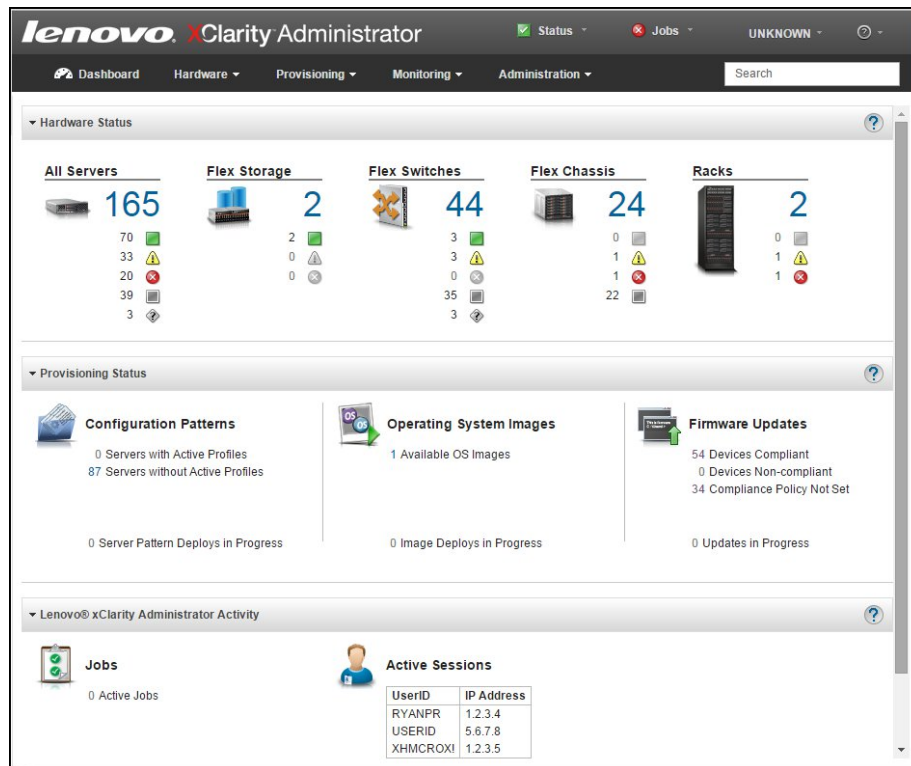 lenovo. XClarity Administrator Status Jobs UNKNOWN
Dashboard Hardware Provisioning Monitoring Administration Search
Hardware Status
All Servers Flex Storage Flex Switches Flex Chassis Racks
165 2 44 24 2
70 2 3 0 0
33 0 3 1 1
20 0 0 1 1
39 35 22
3 3
Provisioning Status
Configuration Patterns Operating System Images Firmware Updates
0 Servers with Active Profiles 1 Available OS Images 54 Devices Compliant
87 Servers without Active Profiles 0 Devices Non-compliant
34 Compliance Policy Not Set
0 Server Pattern Deploys in Progress 0 Image Deploys in Progress 0 Updates in Progress
Lenovo® xClarity Administrator Activity
Jobs Active Sessions
0 Active Jobs
UserID IP Address
RYANPR 1.2.3.4
USERID 5.6.7.8
XHMCROX! 1.2.3.5